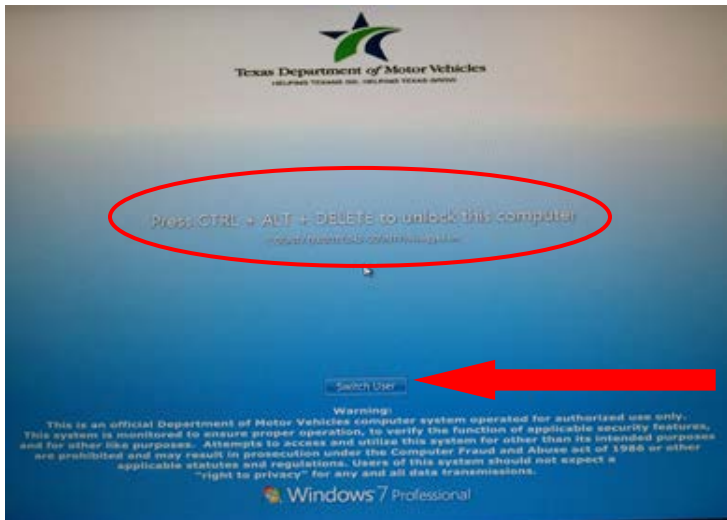 Texas Department of Motor Vehicles
HELPING TEXANS GO. HELPING TEXAS GROW.
Press CTRL + ALT + DELETE to unlock this computer
Switch User
Warning:
This is an official Department of Motor Vehicles computer system operated for authorized use only.
This system is monitored to ensure proper operation, to verify the function of applicable security features,
and for other like purposes. Attempts to access and utilize this system for other than its intended purposes
are prohibited and may result in prosecution under the Computer Fraud and Abuse act of 1986 or other
applicable statutes and regulations. Users of this system should not expect a
"right to privacy" for any and all data transmissions.
Windows 7 Professional